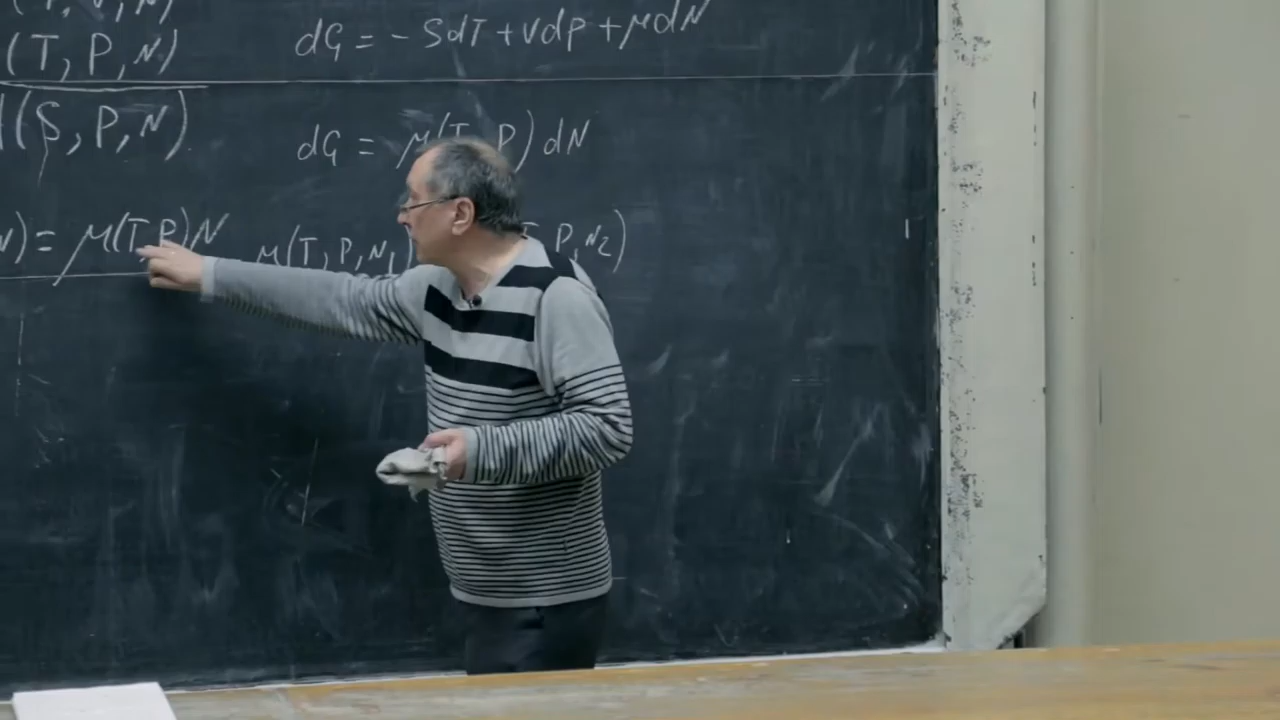 (T, P, N)
dG = - SdT + VdP + μdN
(S, P, N)
dG = μ(T, P) dN
N) = μ(T P) N
μ(T, P, N₁)
T, P, N₂)